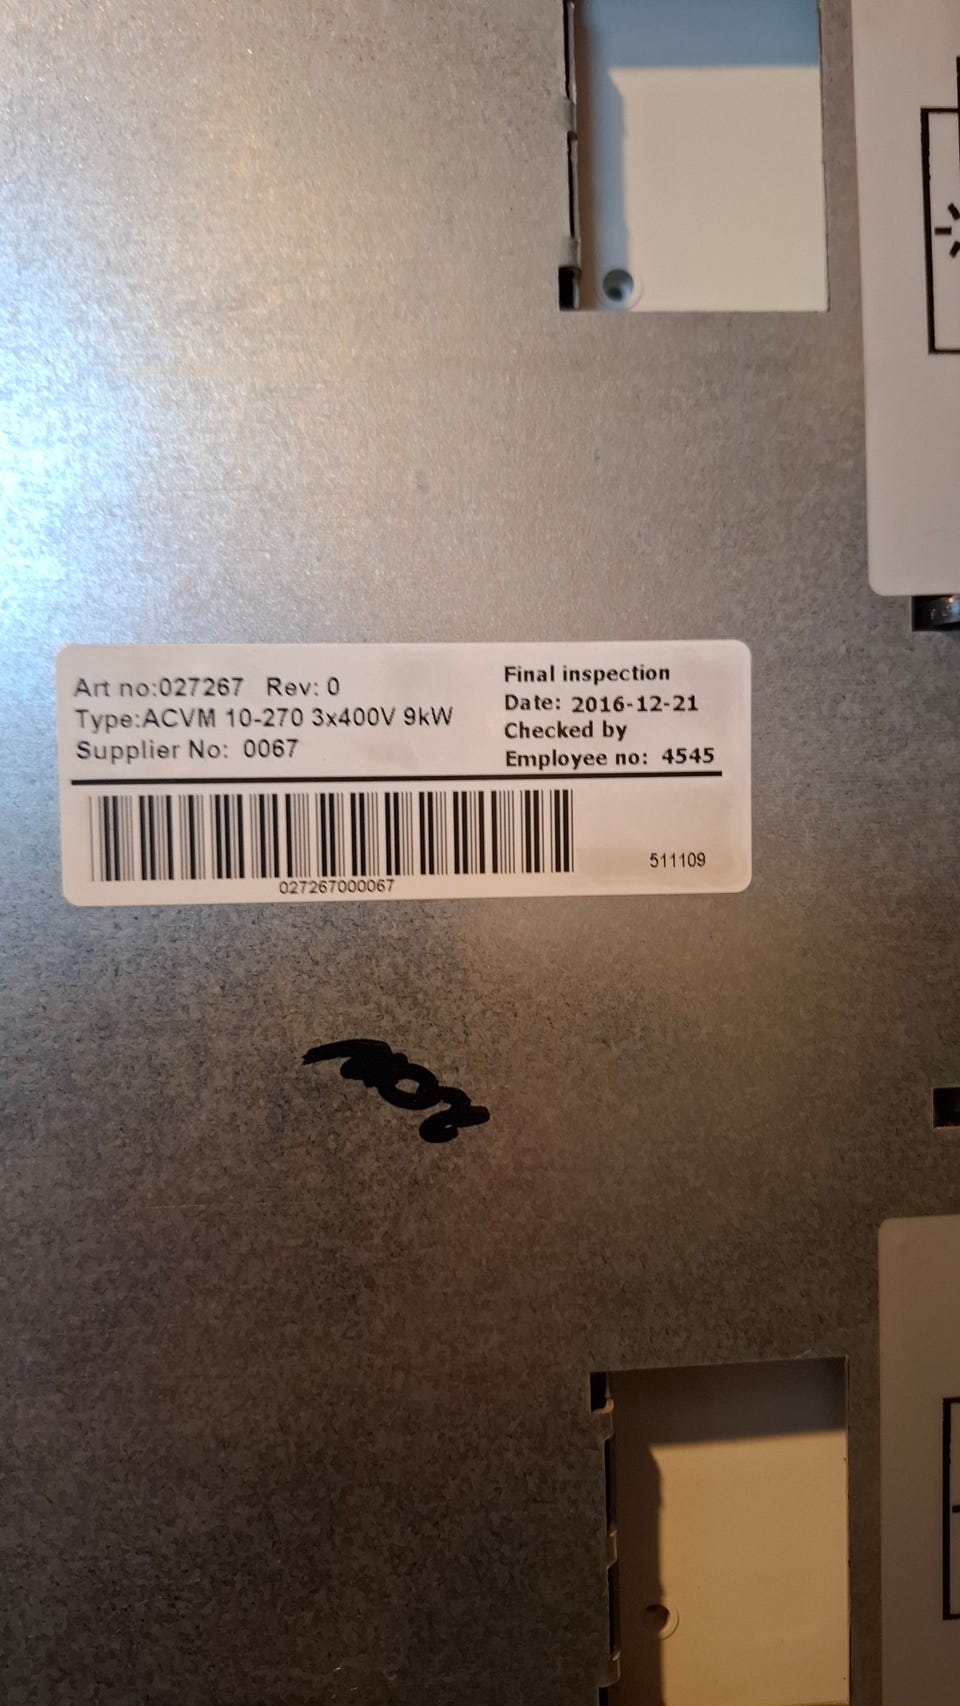 Art no:027267 Rev: 0
Type:ACVM 10-270 3x400V 9kW
Supplier No: 0067
Final inspection
Date: 2016-12-21
Checked by
Employee no: 4545
027267000067
511109